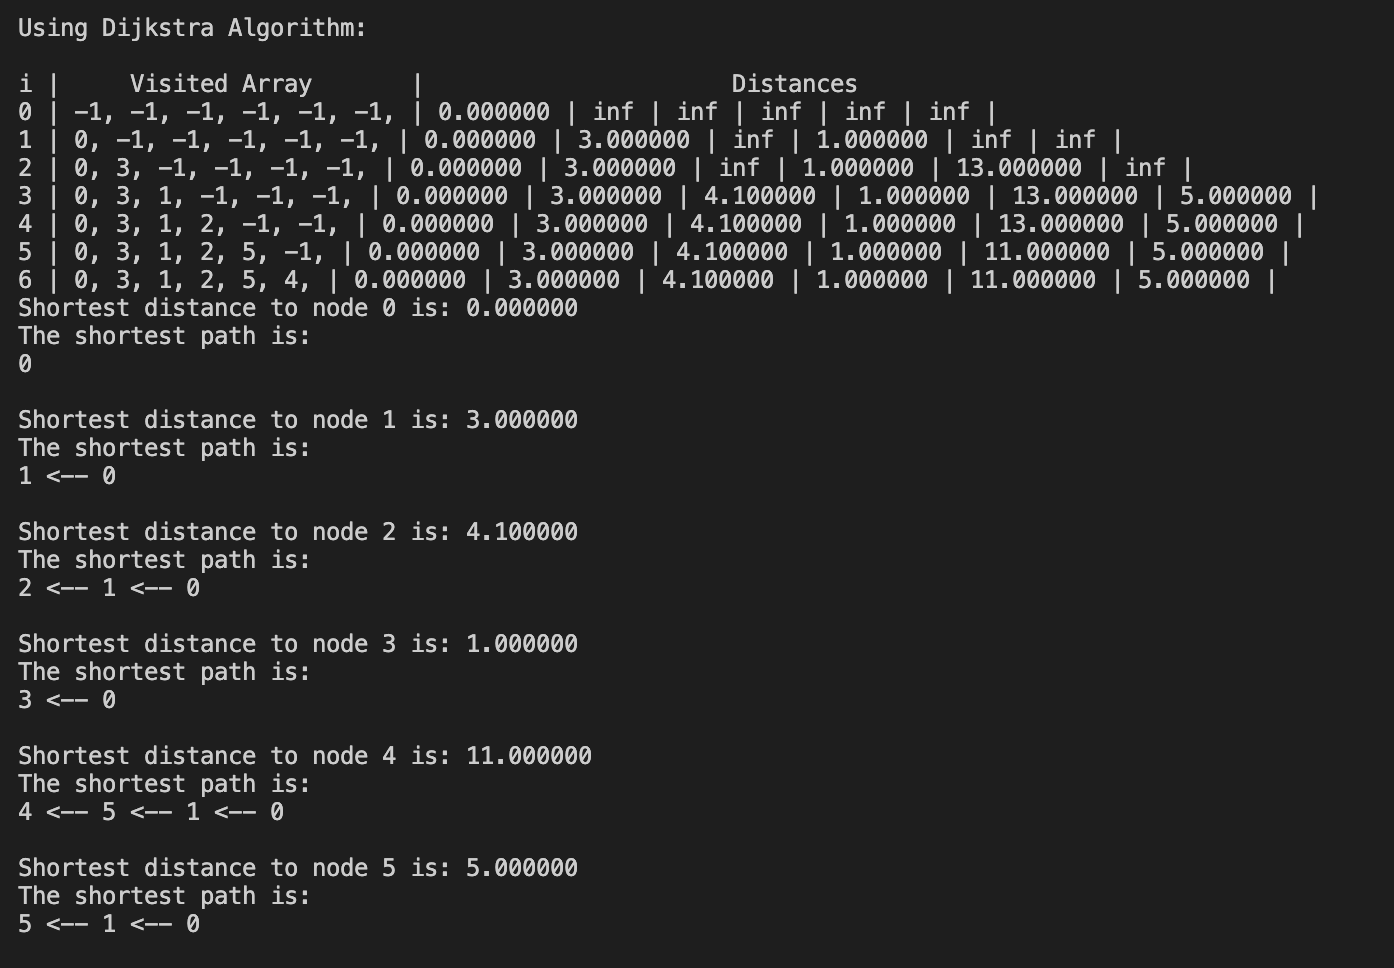 Using Dijkstra Algorithm:
i |     Visited Array       |                      Distances
0 | -1, -1, -1, -1, -1, -1, | 0.000000 | inf | inf | inf | inf | inf |
1 | 0, -1, -1, -1, -1, -1, | 0.000000 | 3.000000 | inf | 1.000000 | inf | inf |
2 | 0, 3, -1, -1, -1, -1, | 0.000000 | 3.000000 | inf | 1.000000 | 13.000000 | inf |
3 | 0, 3, 1, -1, -1, -1, | 0.000000 | 3.000000 | 4.100000 | 1.000000 | 13.000000 | 5.000000 |
4 | 0, 3, 1, 2, -1, -1, | 0.000000 | 3.000000 | 4.100000 | 1.000000 | 13.000000 | 5.000000 |
5 | 0, 3, 1, 2, 5, -1, | 0.000000 | 3.000000 | 4.100000 | 1.000000 | 11.000000 | 5.000000 |
6 | 0, 3, 1, 2, 5, 4, | 0.000000 | 3.000000 | 4.100000 | 1.000000 | 11.000000 | 5.000000 |
Shortest distance to node 0 is: 0.000000
The shortest path is:
0
Shortest distance to node 1 is: 3.000000
The shortest path is:
1 <-- 0
Shortest distance to node 2 is: 4.100000
The shortest path is:
2 <-- 1 <-- 0
Shortest distance to node 3 is: 1.000000
The shortest path is:
3 <-- 0
Shortest distance to node 4 is: 11.000000
The shortest path is:
4 <-- 5 <-- 1 <-- 0
Shortest distance to node 5 is: 5.000000
The shortest path is:
5 <-- 1 <-- 0